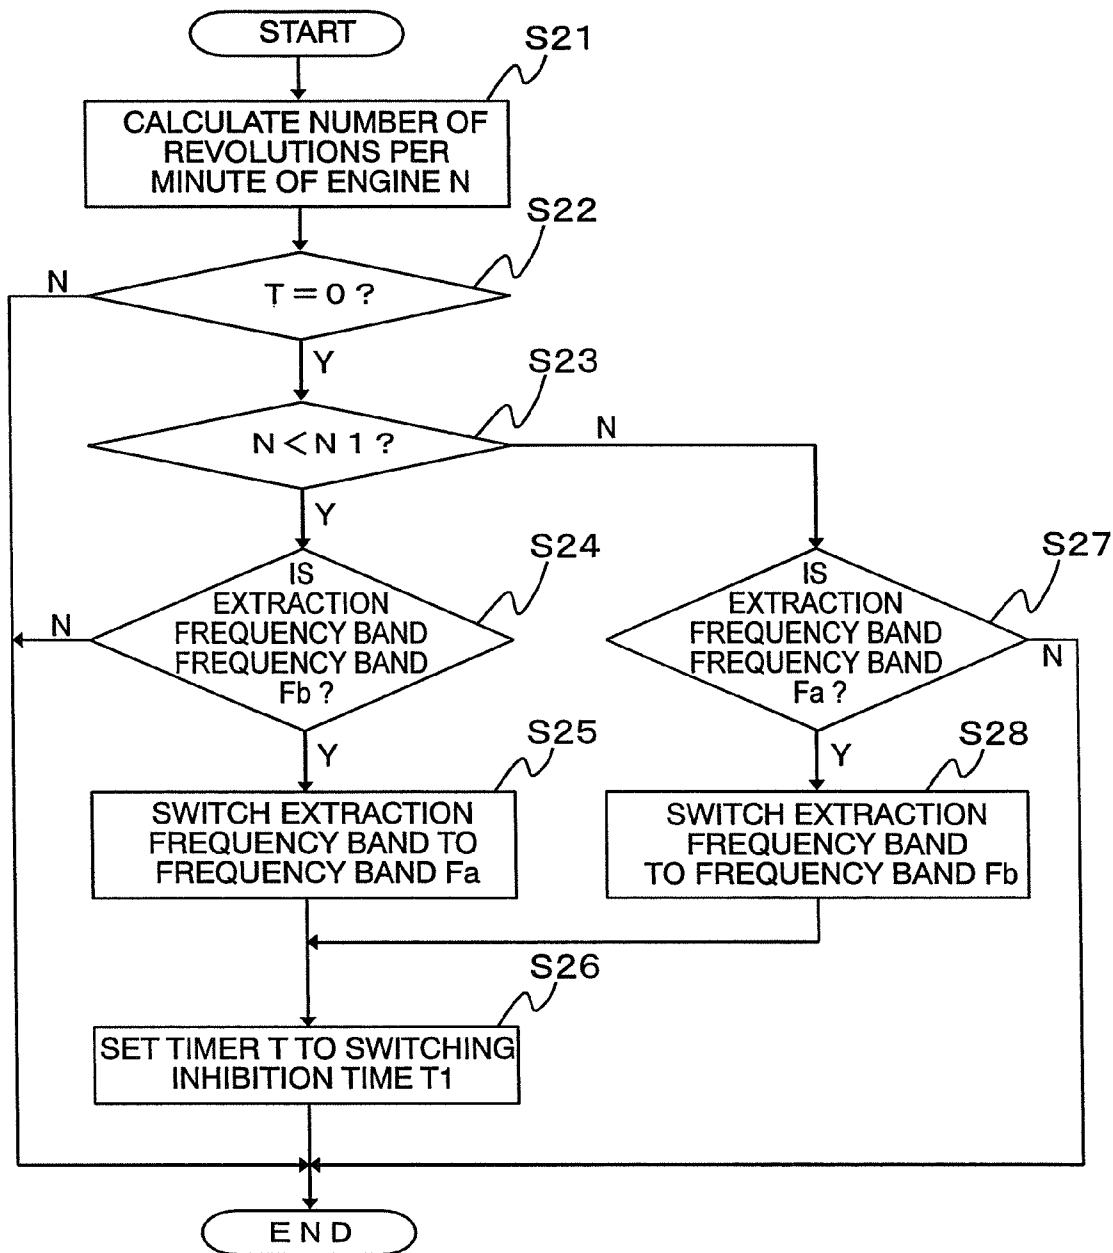 START
S21
CALCULATE NUMBER OF
REVOLUTIONS PER
MINUTE OF ENGINE N
S22
N
T=0?
Y
S23
N<N1?
N
Y
S24
IS
EXTRACTION
FREQUENCY BAND
FREQUENCY BAND
Fb?
N
S27
IS
EXTRACTION
FREQUENCY BAND
FREQUENCY BAND
Fa?
N
Y
S25
Y
S28
SWITCH EXTRACTION
FREQUENCY BAND TO
FREQUENCY BAND Fa
SWITCH EXTRACTION
FREQUENCY BAND
TO FREQUENCY BAND Fb
S26
SET TIMER T TO SWITCHING
INHIBITION TIME T1
END